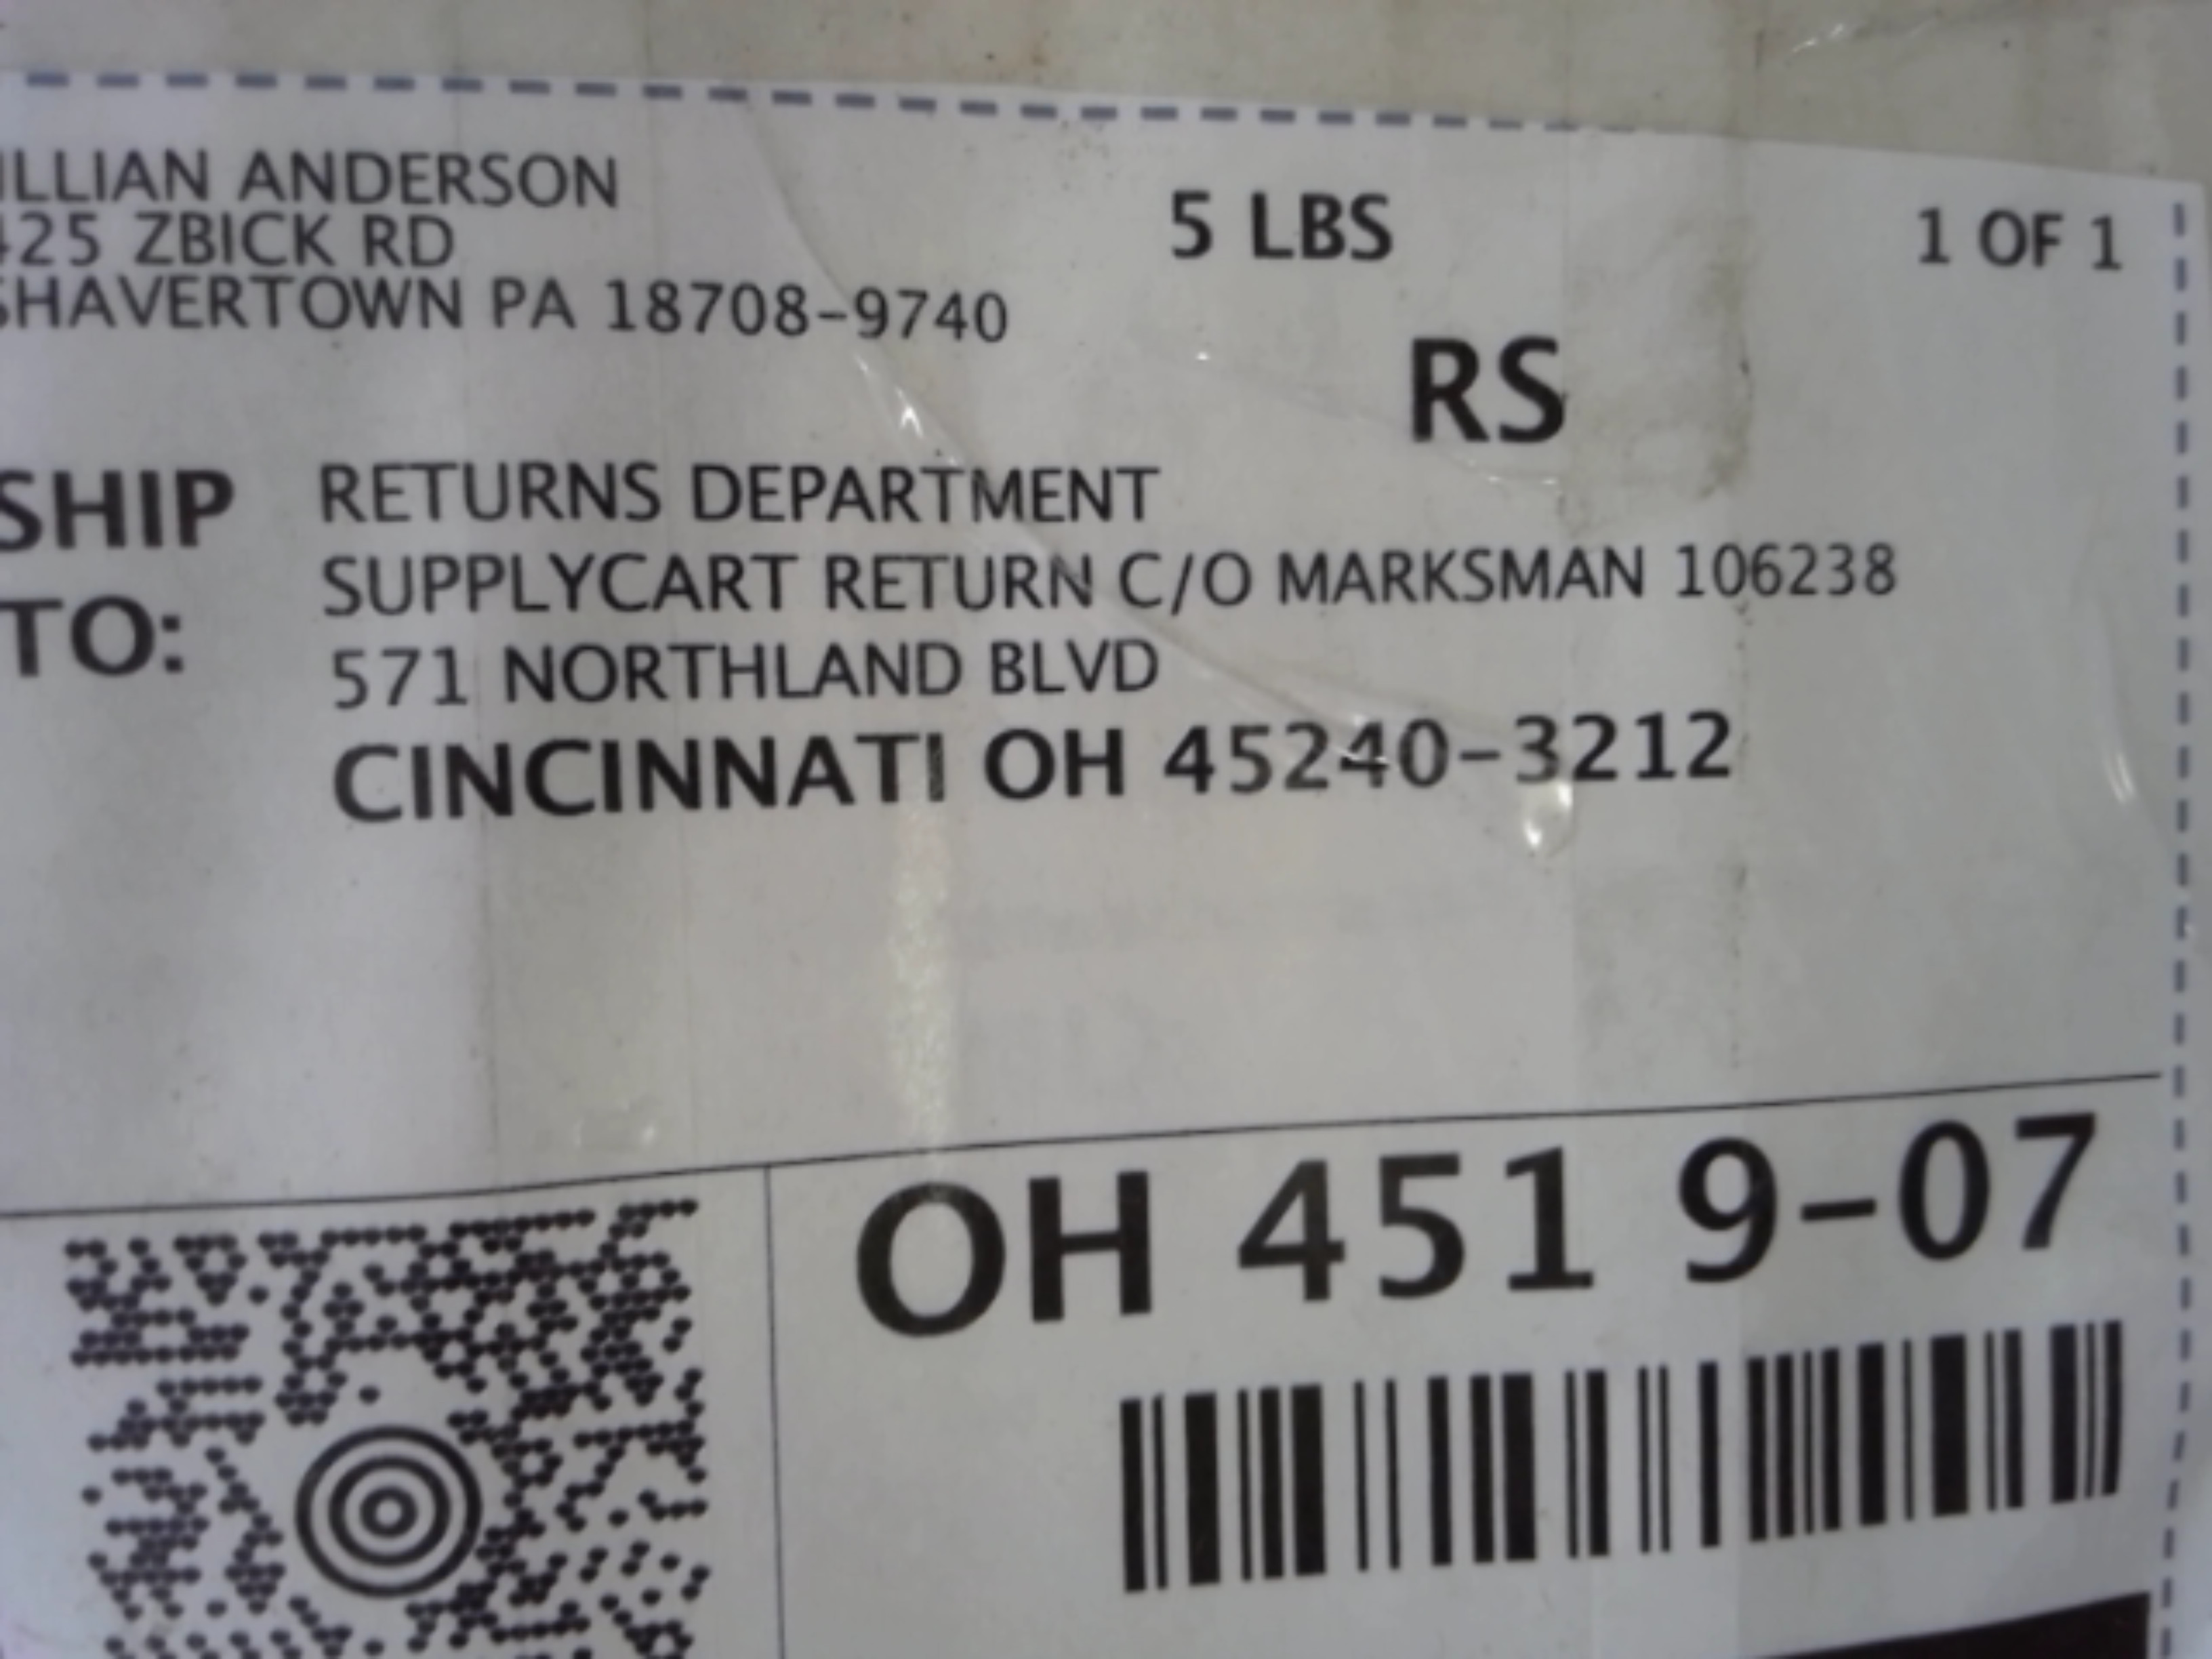 ILLIAN ANDERSON
425 ZBICK RD
SHAVERTOWN PA 18708-9740
5 LBS
1 OF 1
RS
SHIP TO:
RETURNS DEPARTMENT
SUPPLYCART RETURN C/O MARKSMAN 106238
571 NORTHLAND BLVD
CINCINNATI OH 45240-3212
OH 451 9-07